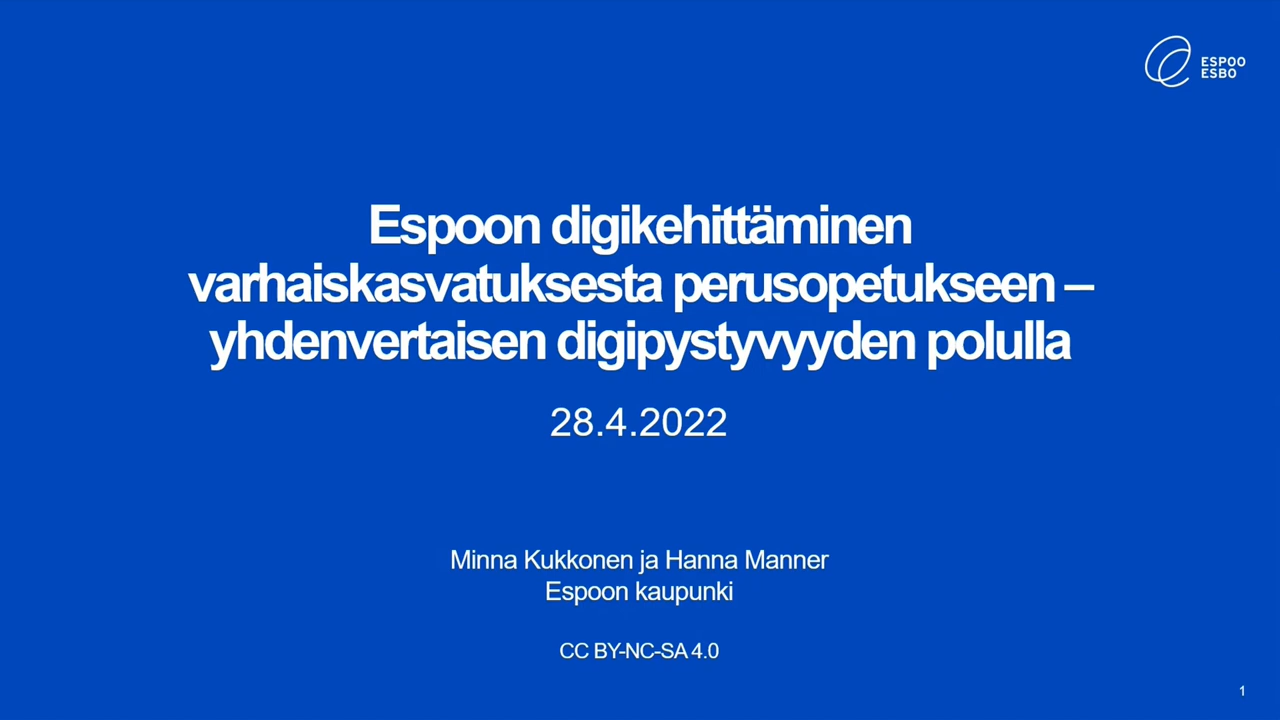 ESPOO
ESBO
Espoon digikehittäminen
varhaiskasvatuksesta perusopetukseen –
yhdenvertaisen digipystyvyyden polulla
28.4.2022
Minna Kukkonen ja Hanna Manner
Espoon kaupunki
CC BY-NC-SA 4.0
1